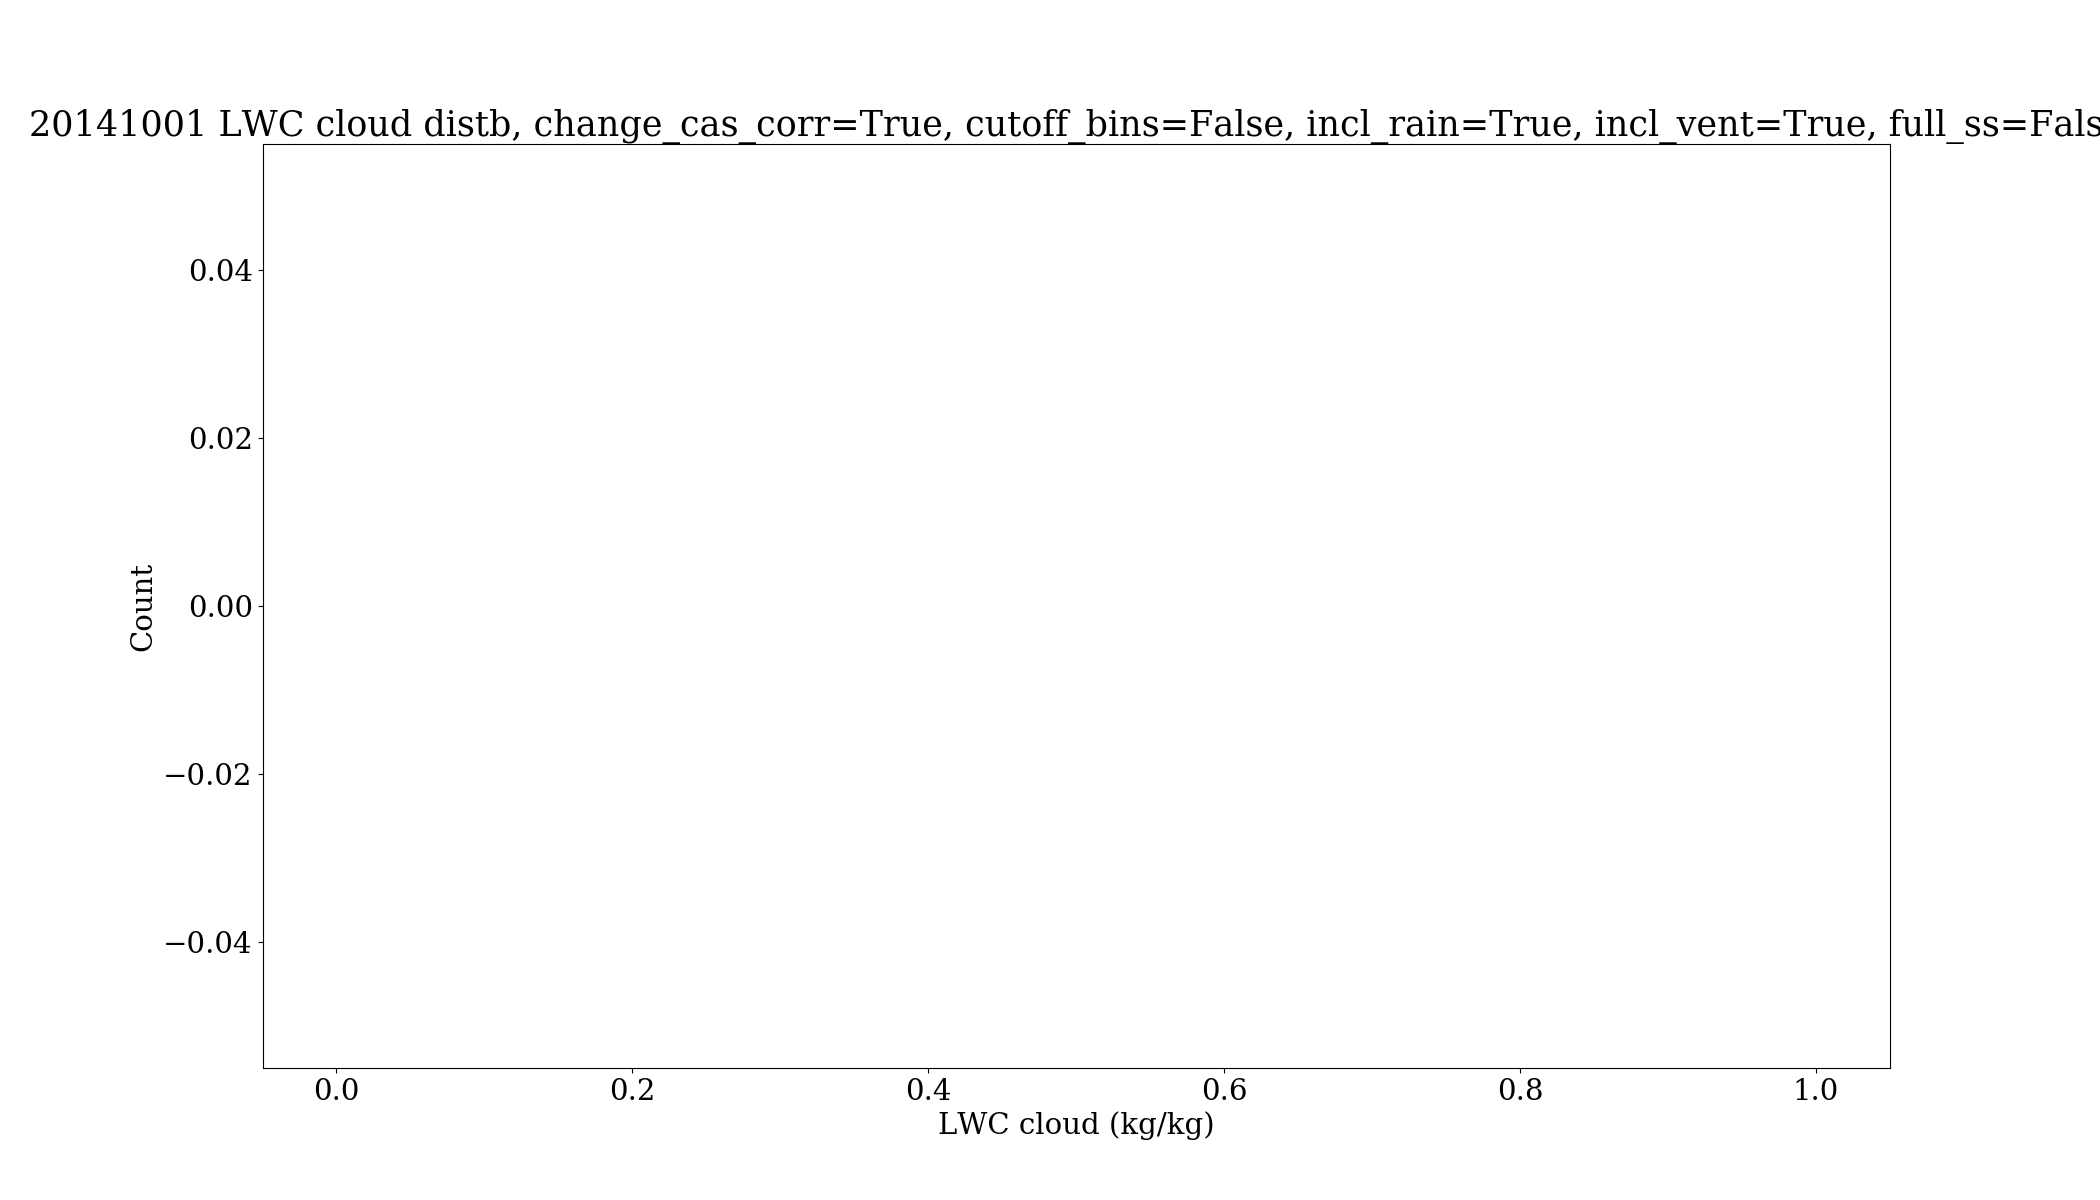 20141001 LWC cloud distb, change_cas_corr=True, cutoff_bins=False, incl_rain=True, incl_vent=True, full_ss=Fals
0.04
0.02
0.00
−0.02
−0.04
Count
0.0 0.2 0.4 0.6 0.8 1.0
LWC cloud (kg/kg)